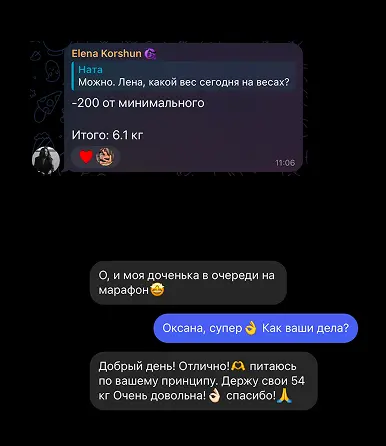 Elena Korshun
Ната
Можно. Лена, какой вес сегодня на весах?
-200 от минимального
Итого: 6.1 кг
11:06
О, и моя доченька в очереди на
марафон🤩
Оксана, супер👌 Как ваши дела?
Добрый день! Отлично!🫶 питаюсь
по вашему принципу. Держу свои 54
кг Очень довольна!👌🏻 спасибо!🙏